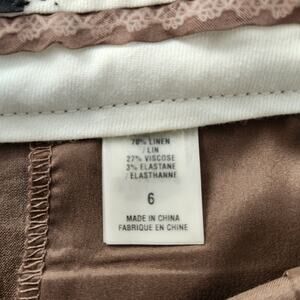 70% LINEN
/ LIN
27% VISCOSE
3% ELASTANE
/ ELASTHANNE
6
MADE IN CHINA
FABRIQUE EN CHINE